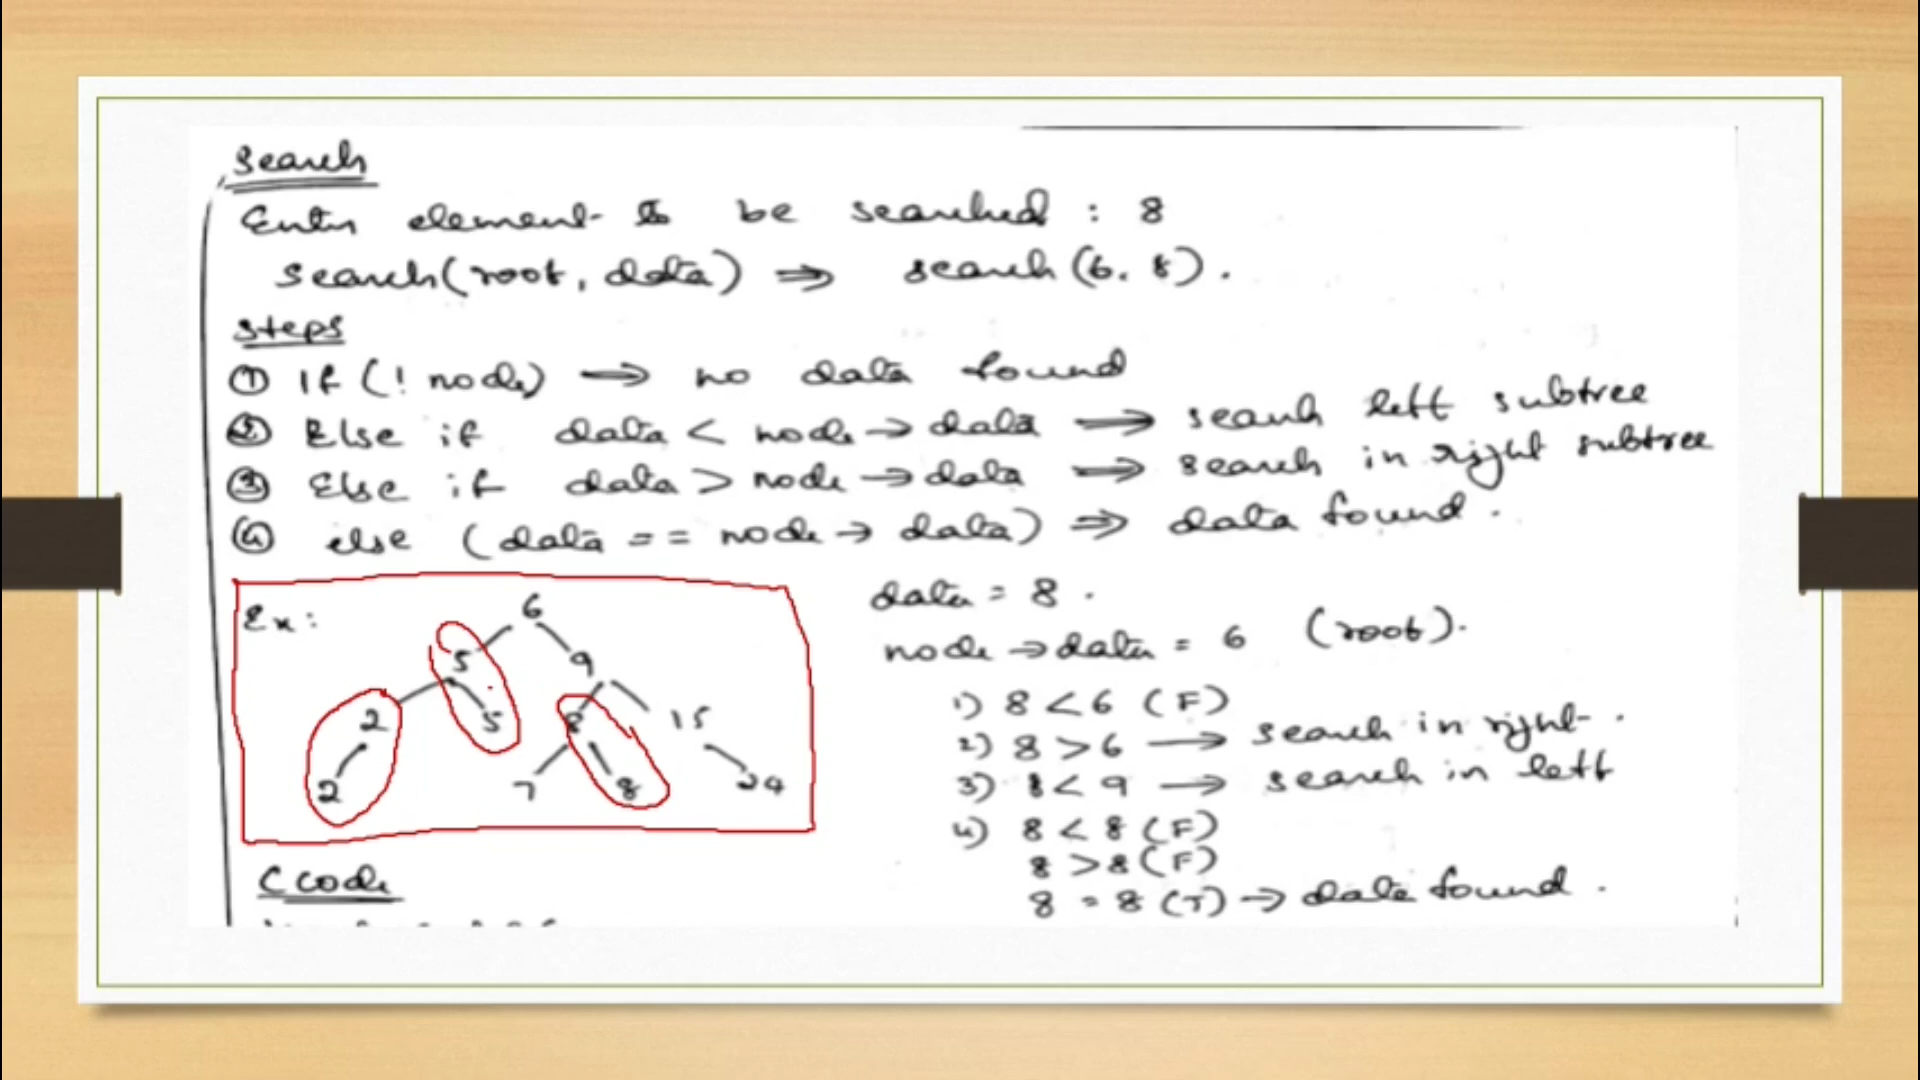 Search
Enter element to be searched : 8
Search(root, data) ⇒ search(6, 8).
Steps
① If (! node) → no data found
② Else if data < node → data ⇒ search left subtree
③ Else if data > node → data ⇒ search in right subtree
④ else (data == node → data) ⇒ data found.
Ex:
6
5 9
2 5 8 15
2 7 8 24
data = 8.
node → data = 6 (root).
1) 8 < 6 (F)
2) 8 > 6 → search in right.
3) 8 < 9 → search in left
4) 8 < 8 (F)
8 > 8 (F)
8 = 8 (T) → data found.
C code